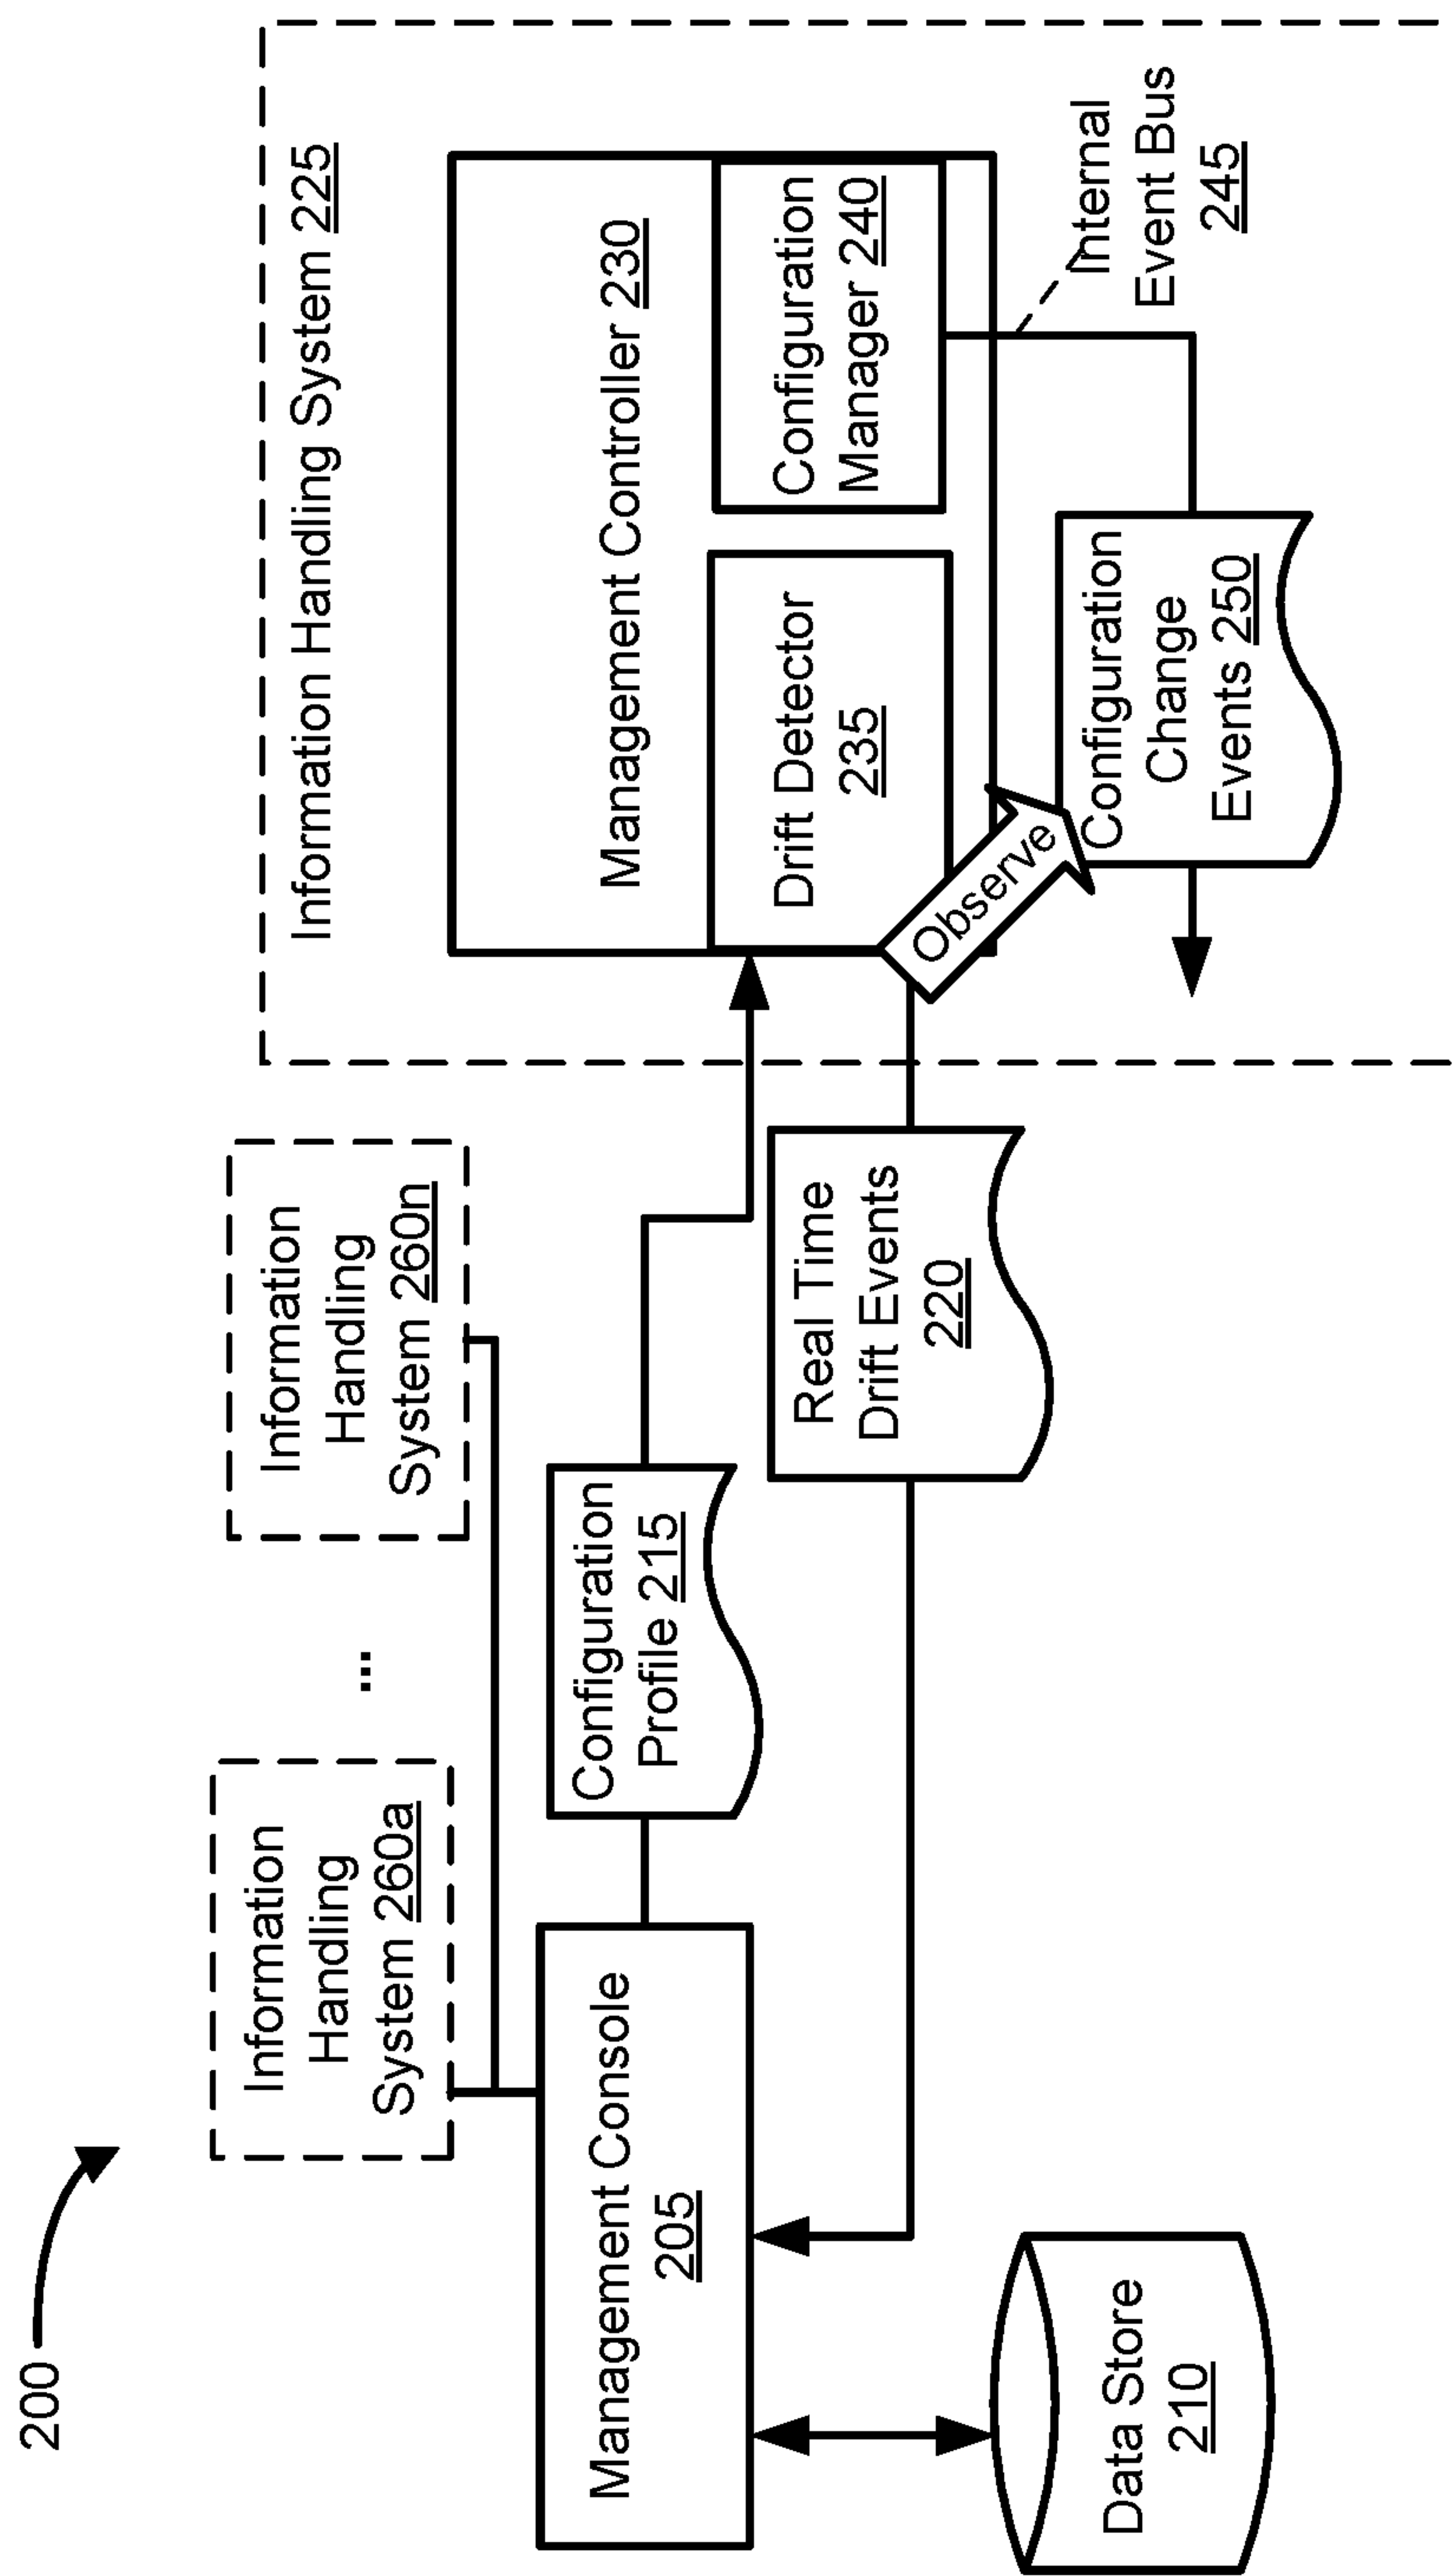 200
Information
Handling
System 260a
...
Information
Handling
System 260n
Information Handling System 225
Management Console
205
Configuration
Profile 215
Management Controller 230
Drift Detector
235
Configuration
Manager 240
Real Time
Drift Events
220
Observe
Internal
Event Bus
245
Data Store
210
Configuration
Change
Events 250